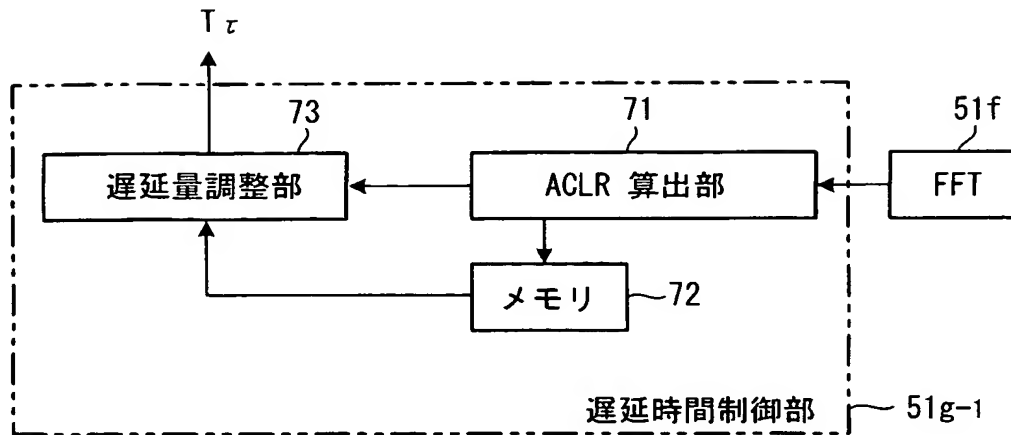 Tτ
73
71
51f
遅延量調整部
ACLR 算出部
FFT
メモリ
72
遅延時間制御部
51g-1